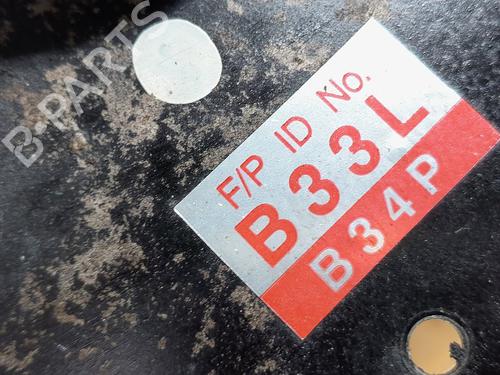 B-PARTS
F/P ID No.
B33L
B34P